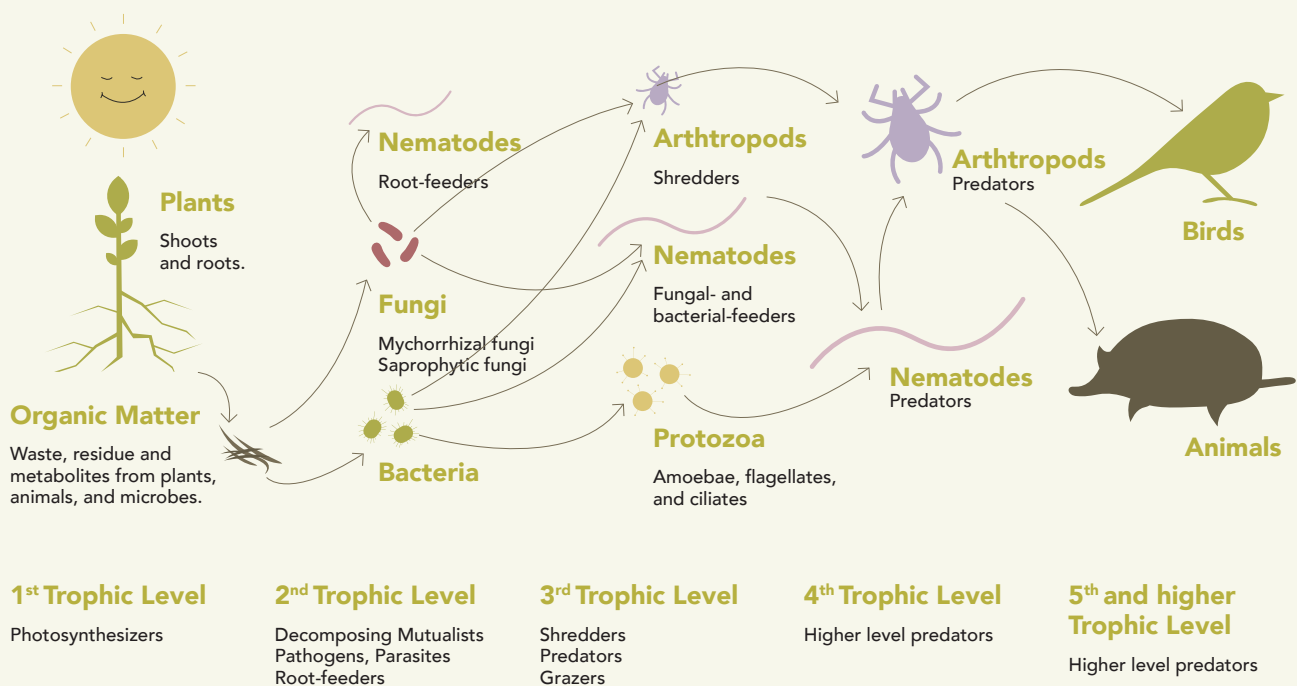 Plants
Shoots
and roots.
Organic Matter
Waste, residue and
metabolites from plants,
animals, and microbes.
Nematodes
Root-feeders
Fungi
Mychorrhizal fungi
Saprophytic fungi
Bacteria
Arthtropods
Shredders
Nematodes
Fungal- and
bacterial-feeders
Protozoa
Amoebae, flagellates,
and ciliates
Arthtropods
Predators
Nematodes
Predators
Birds
Animals
1st Trophic Level
Photosynthesizers
2nd Trophic Level
Decomposing Mutualists
Pathogens, Parasites
Root-feeders
3rd Trophic Level
Shredders
Predators
Grazers
4th Trophic Level
Higher level predators
5th and higher
Trophic Level
Higher level predators